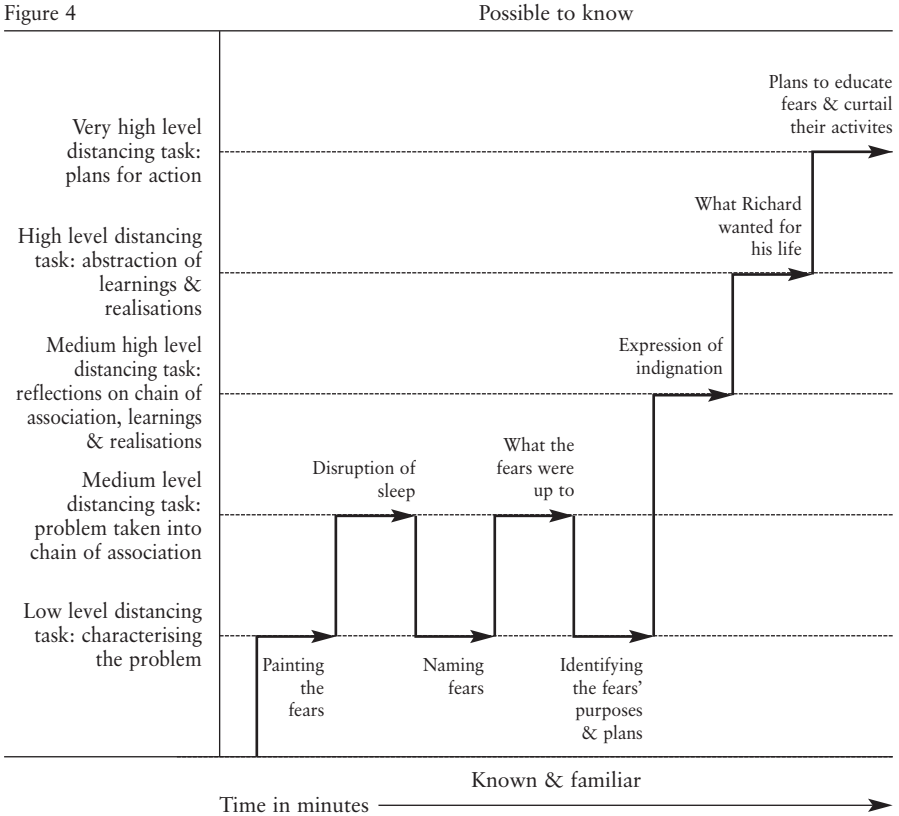 Figure 4
Possible to know
Very high level
distancing task:
plans for action
High level distancing
task: abstraction of
learnings &
realisations
Medium high level
distancing task:
reflections on chain of
association, learnings
& realisations
Medium level
distancing task:
problem taken into
chain of association
Low level distancing
task: characterising
the problem
Painting
the
fears
Disruption of
sleep
Naming
fears
What the
fears were
up to
Identifying
the fears’
purposes
& plans
Expression of
indignation
What Richard
wanted for
his life
Plans to educate
fears & curtail
their activites
Known & familiar
Time in minutes